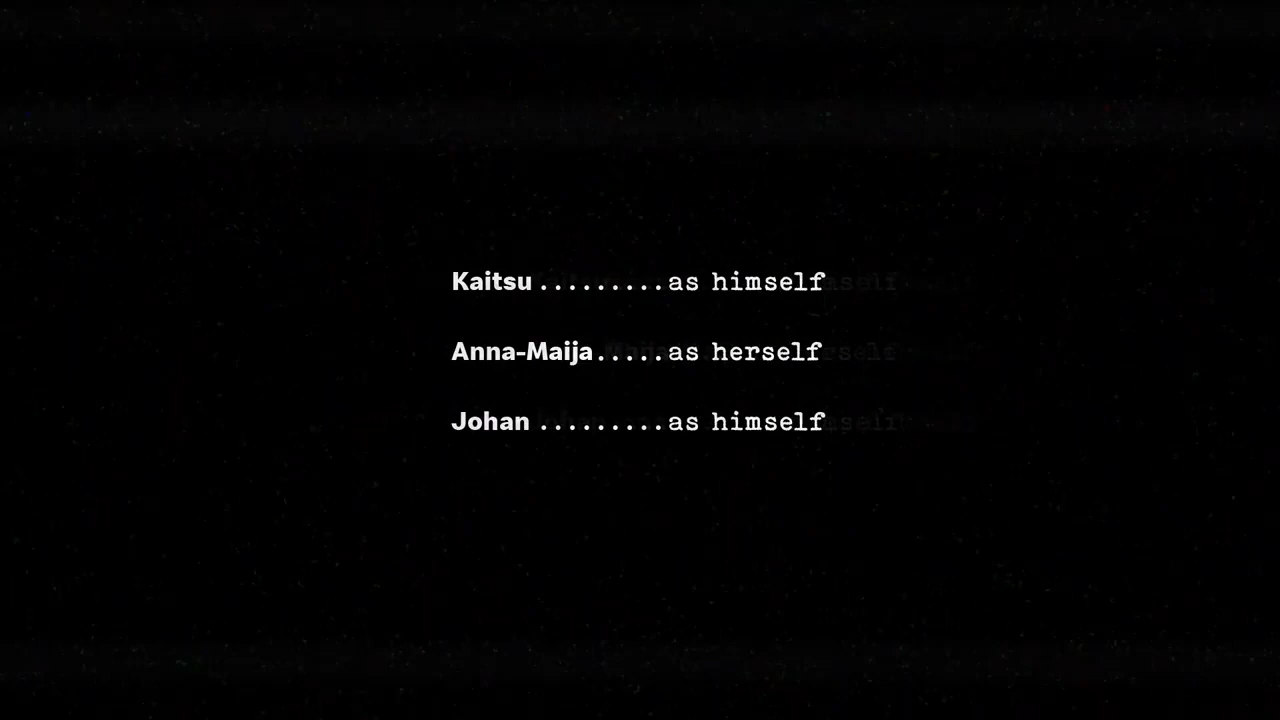 Kaitsu .........as himself
Anna-Maija.....as herself
Johan .........as himself